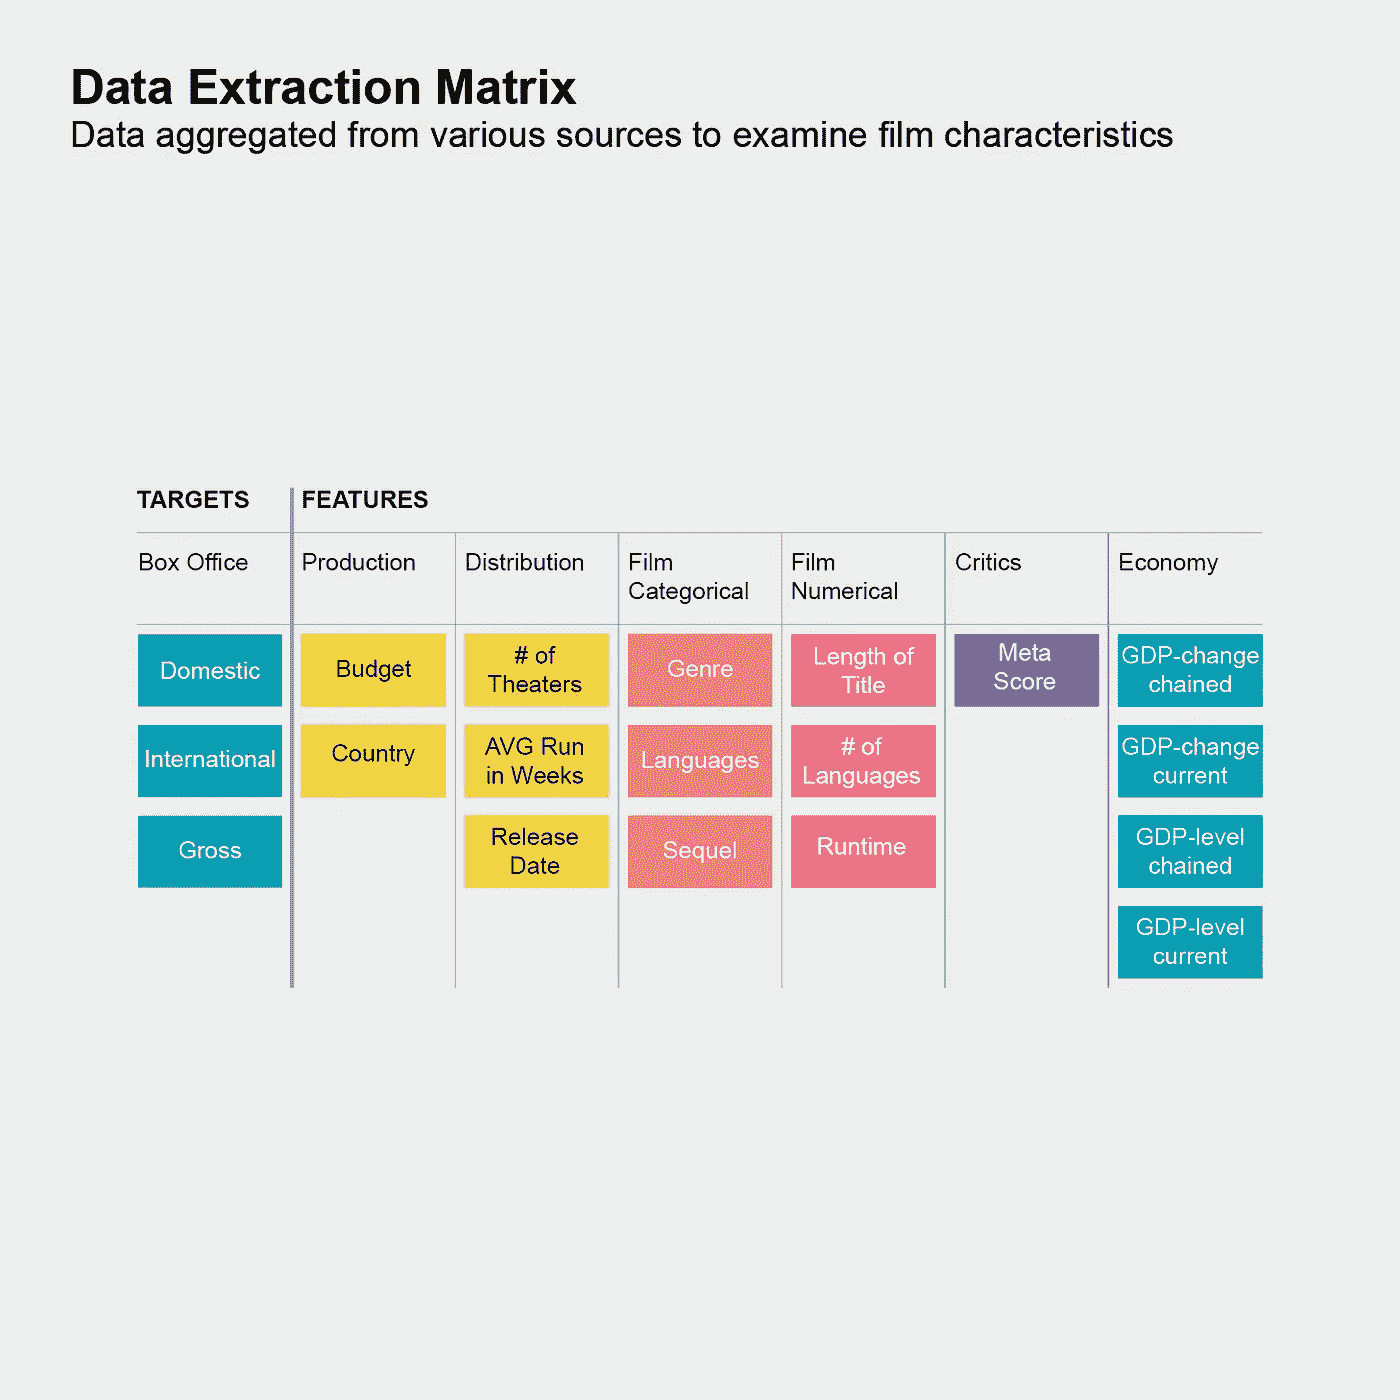 Data Extraction Matrix
Data aggregated from various sources to examine film characteristics
TARGETS
FEATURES
Box Office
Production
Distribution
Film
Categorical
Film
Numerical
Critics
Economy
Domestic
Budget
# of
Theaters
Genre
Length of
Title
Meta
Score
GDP-change
chained
International
Country
AVG Run
in Weeks
Languages
# of
Languages
GDP-change
current
Gross
Release
Date
Sequel
Runtime
GDP-level
chained
GDP-level
current